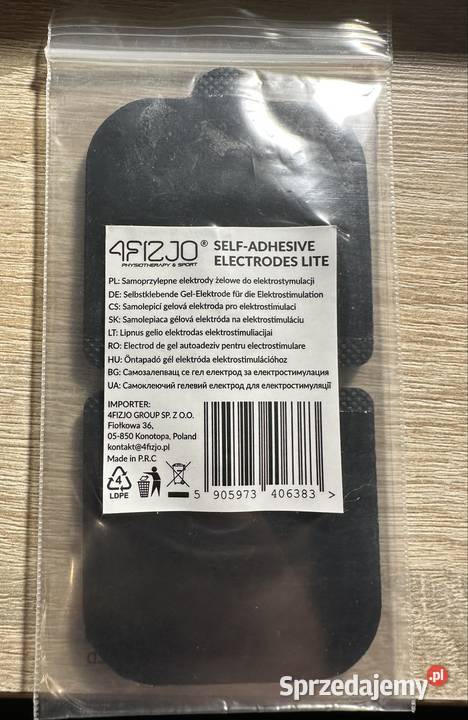 4FIZJO®
PHYSIOTHERAPY & SPORT
SELF-ADHESIVE
ELECTRODES LITE
PL: Samoprzylepne elektrody żelowe do elektrostymulacji
DE: Selbstklebende Gel-Elektrode für die Elektrostimulation
CS: Samolepicí gelová elektroda pro elektrostimulaci
SK: Samolepiaca gélová elektróda na elektrostimuláciu
LT: Lipnus gelio elektrodas elektrostimuliacijai
RO: Electrod de gel autoadeziv pentru electrostimulare
HU: Öntapadó gél elektróda elektrostimulációhoz
BG: Самозалепващ се гел електрод за електростимулация
UA: Самоклеючий гелевий електрод для електростимуляції
IMPORTER:
4FIZJO GROUP SP. Z O.O.
Fiołkowa 36,
05-850 Konotopa, Poland
kontakt@4fizjo.pl
Made in P.R.C
4
LDPE
5 905973 406383 >
Sprzedajemy.pl